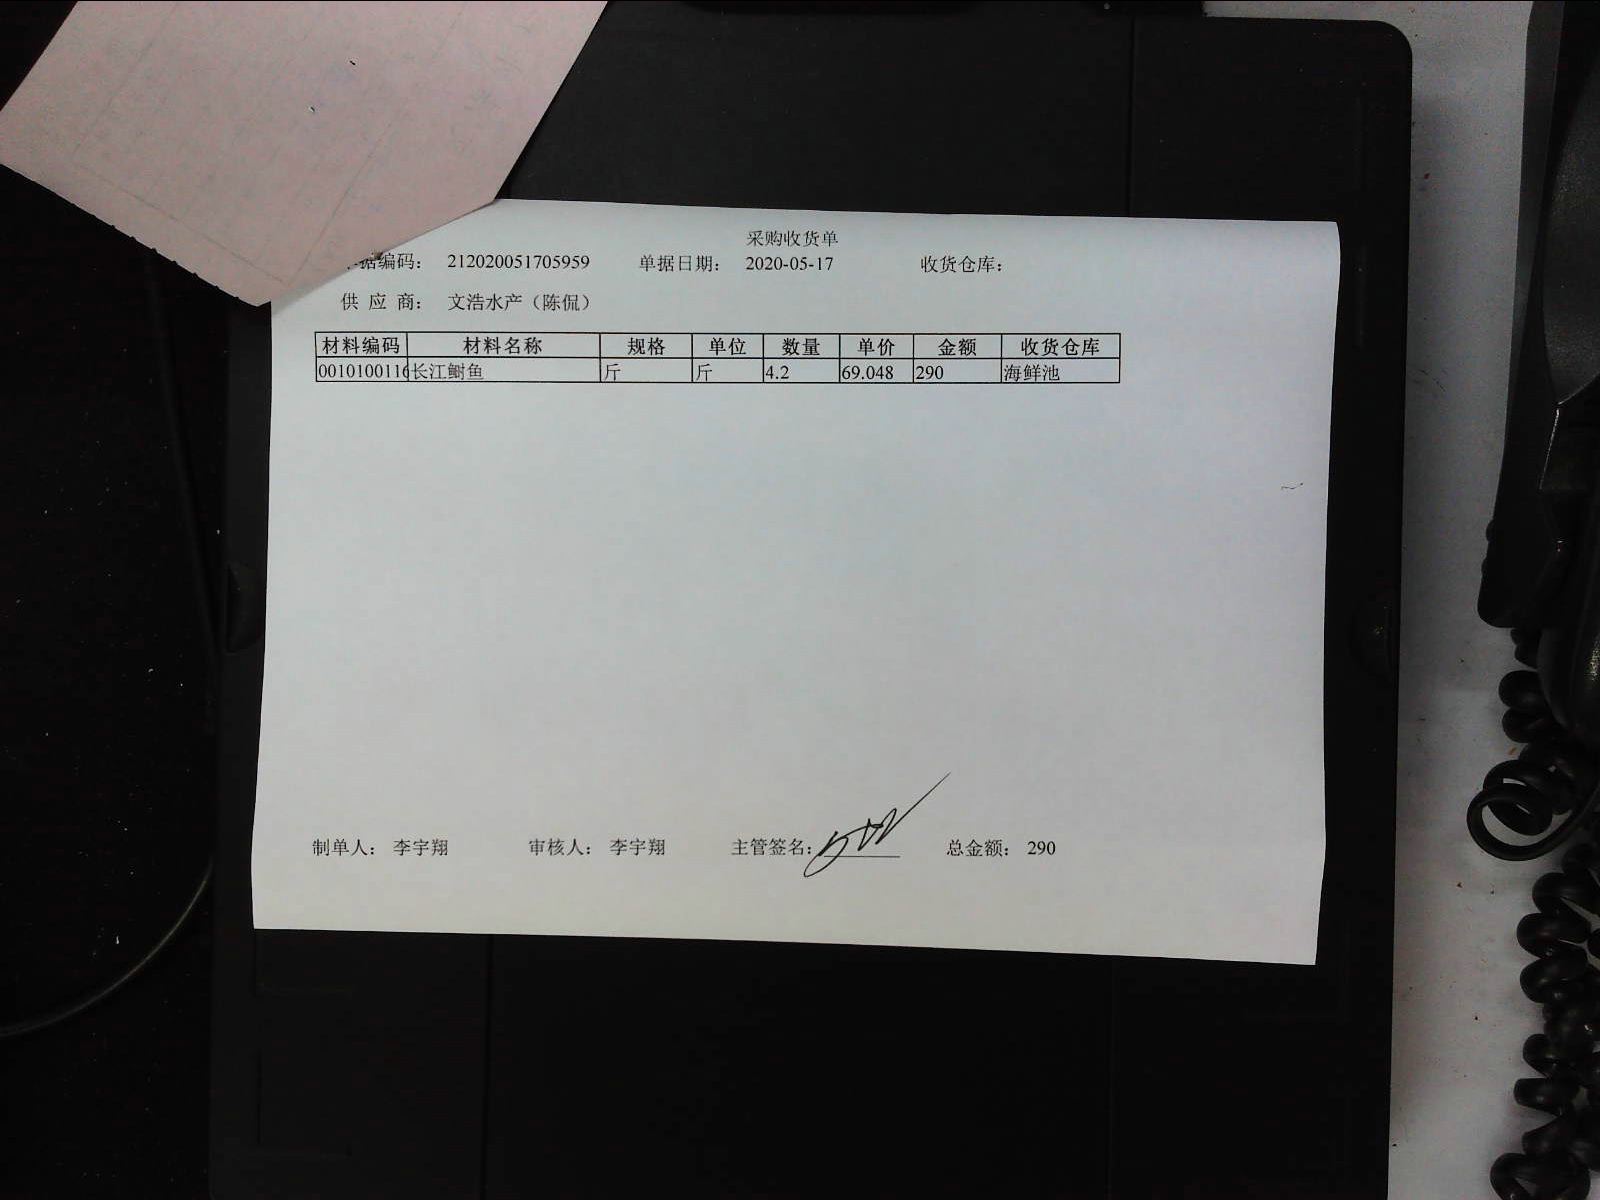 采购收货单
据编码： 212020051705959 单据日期： 2020-05-17 收货仓库：
供 应 商： 文浩水产（陈侃）
材料编码 材料名称 规格 单位 数量 单价 金额 收货仓库
0010100116 长江鲥鱼 斤 斤 4.2 69.048 290 海鲜池
制单人： 李宇翔 审核人： 李宇翔 主管签名： 总金额： 290